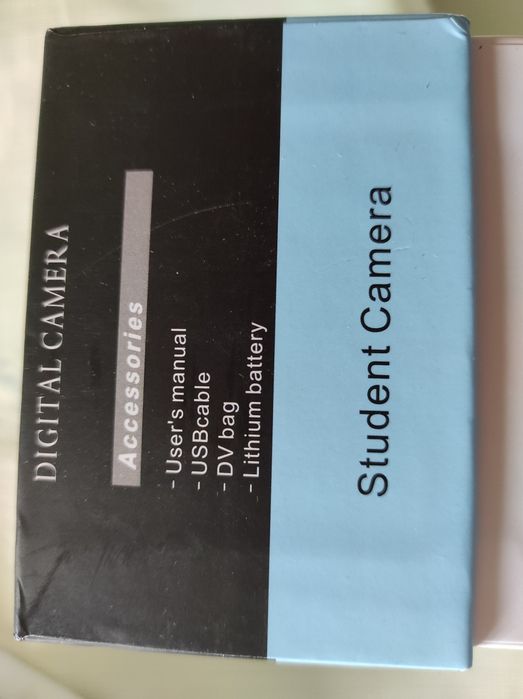 DIGITAL CAMERA
Accessories
- User's manual
- USBcable
- DV bag
- Lithium battery
Student Camera